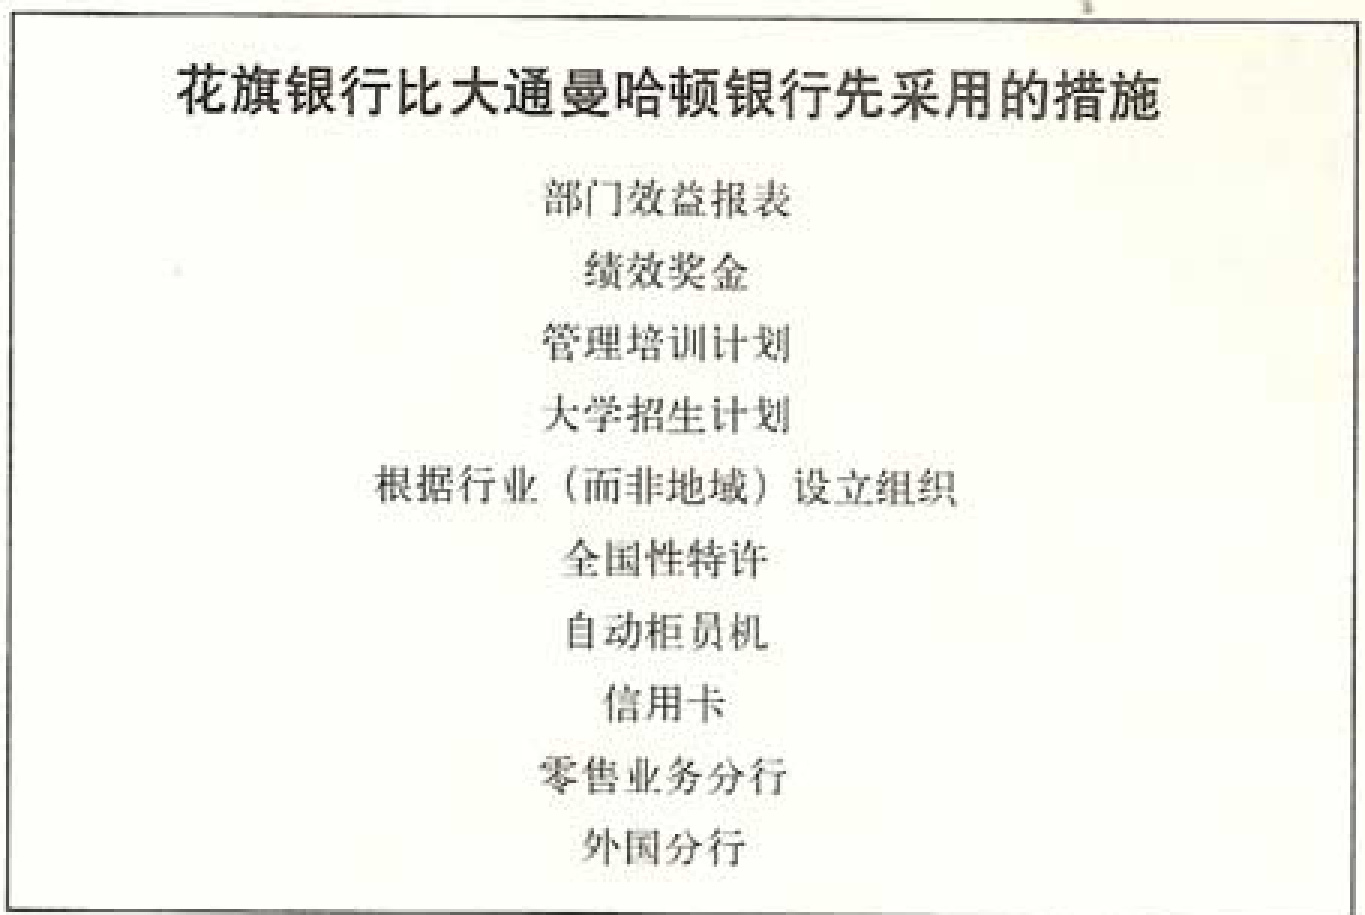 花旗银行比大通曼哈顿银行先采用的措施
部门效益报表
绩效奖金
管理培训计划
大学招生计划
根据行业（而非地域）设立组织
全国性特许
自动柜员机
信用卡
零售业务分行
外国分行